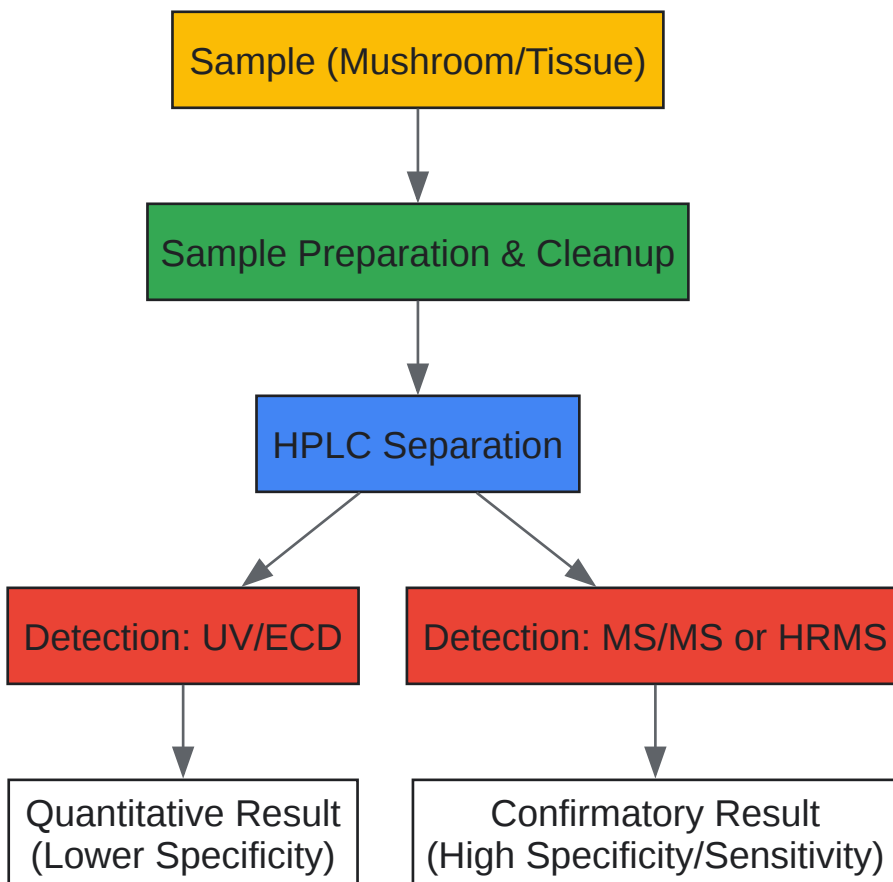 Sample (Mushroom/Tissue)
Sample Preparation & Cleanup
HPLC Separation
Detection: UV/ECD
Detection: MS/MS or HRMS
Quantitative Result
(Lower Specificity)
Confirmatory Result
(High Specificity/Sensitivity)